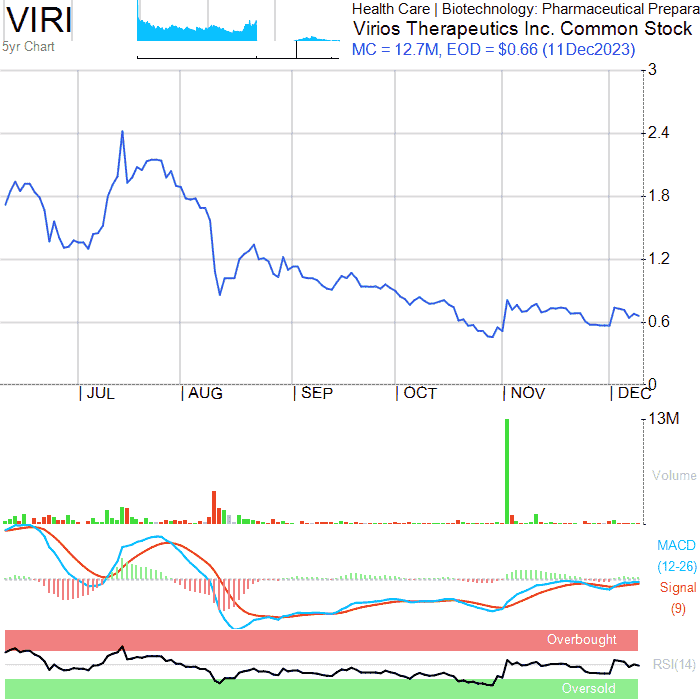 VIRI
5yr Chart
Health Care | Biotechnology: Pharmaceutical Prepara
Virios Therapeutics Inc. Common Stock
MC = 12.7M, EOD = $0.66 (11Dec2023)
3
2.4
1.8
1.2
0.6
0
| JUL | AUG | SEP | OCT | NOV | DEC
13M
Volume
MACD
(12-26)
Signal
(9)
Overbought
RSI(14)
Oversold